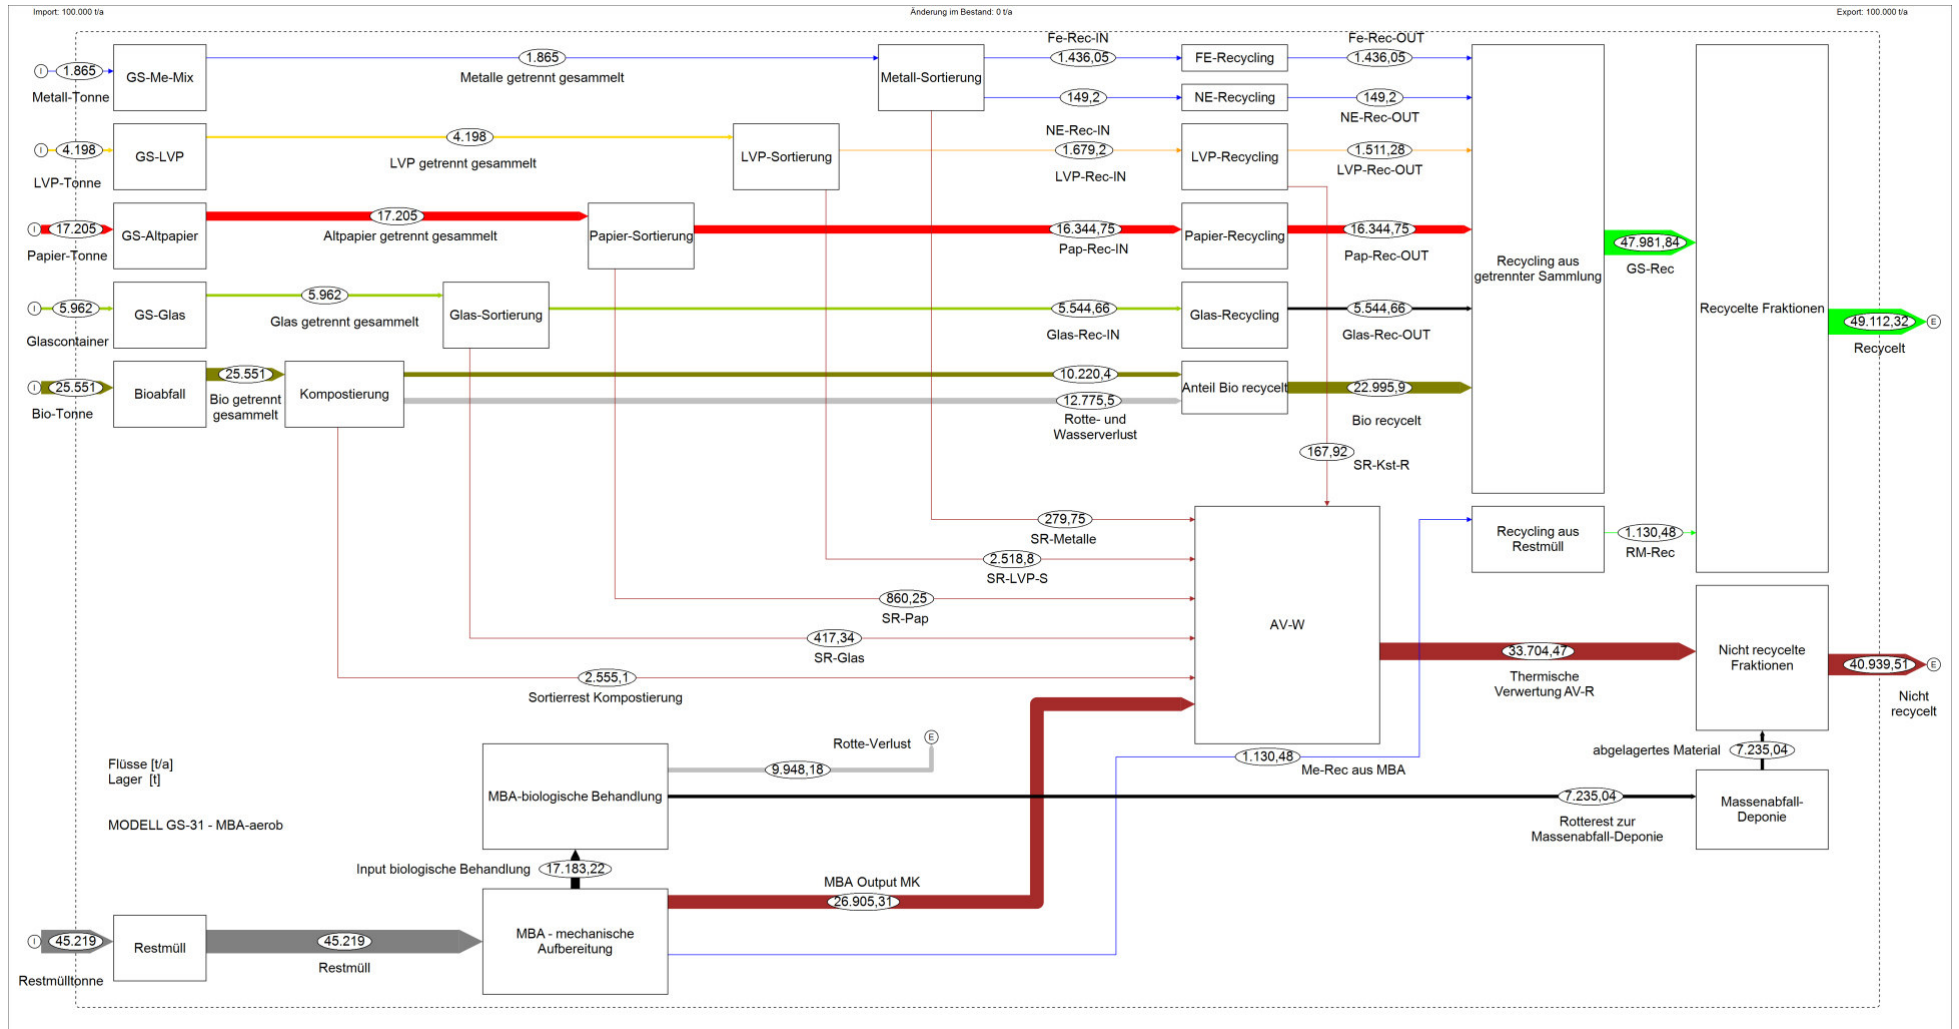 Import: 100.000 t/a
Änderung im Bestand: 0 t/a
Export: 100.000 t/a
I
1.865
Metall-Tonne
GS-Me-Mix
1.865
Metalle getrennt gesammelt
Metall-Sortierung
Fe-Rec-IN
1.436,05
FE-Recycling
Fe-Rec-OUT
1.436,05
149,2
NE-Rec-IN
NE-Recycling
149,2
NE-Rec-OUT
I
4.198
LVP-Tonne
GS-LVP
4.198
LVP getrennt gesammelt
LVP-Sortierung
1.679,2
LVP-Rec-IN
LVP-Recycling
1.511,28
LVP-Rec-OUT
I
17.205
Papier-Tonne
GS-Altpapier
17.205
Altpapier getrennt gesammelt
Papier-Sortierung
16.344,75
Pap-Rec-IN
Papier-Recycling
16.344,75
Pap-Rec-OUT
Recycling aus
getrennter Sammlung
47.981,84
GS-Rec
Recycelte Fraktionen
49.112,32
E
Recycelt
I
5.962
Glascontainer
GS-Glas
5.962
Glas getrennt gesammelt
Glas-Sortierung
5.544,66
Glas-Rec-IN
Glas-Recycling
5.544,66
Glas-Rec-OUT
I
25.551
Bio-Tonne
Bioabfall
25.551
Bio getrennt
gesammelt
Kompostierung
10.220,4
12.775,5
Rotte- und
Wasserverlust
Anteil Bio recycelt
22.995,9
Bio recycelt
167,92
SR-Kst-R
279,75
SR-Metalle
2.518,8
SR-LVP-S
860,25
SR-Pap
417,34
SR-Glas
2.555,1
Sortierrest Kompostierung
AV-W
Recycling aus
Restmüll
1.130,48
RM-Rec
33.704,47
Thermische
Verwertung AV-R
Nicht recycelte
Fraktionen
40.939,51
E
Nicht
recycelt
Rotte-Verlust
E
9.948,18
1.130,48
Me-Rec aus MBA
abgelagertes Material
7.235,04
Flüsse [t/a]
Lager [t]
MODELL GS-31 - MBA-aerob
MBA-biologische Behandlung
7.235,04
Rotterest zur
Massenabfall-Deponie
Massenabfall-
Deponie
Input biologische Behandlung
17.183,22
MBA Output MK
26.905,31
I
45.219
Restmülltonne
Restmüll
45.219
Restmüll
MBA - mechanische
Aufbereitung